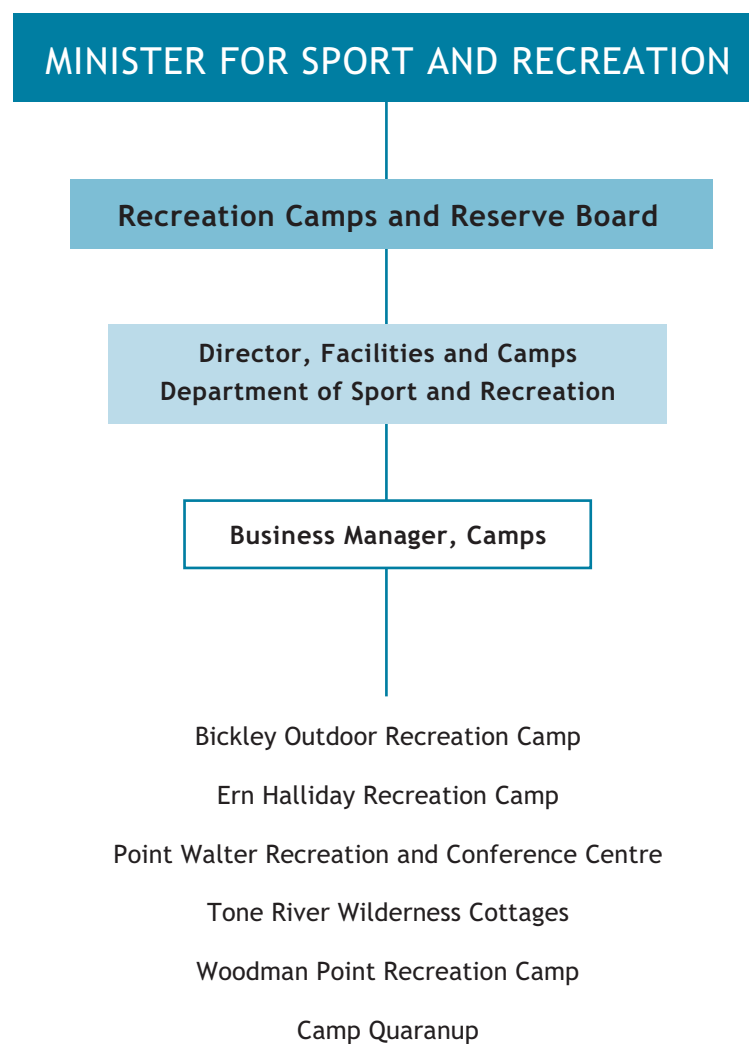 MINISTER FOR SPORT AND RECREATION
Recreation Camps and Reserve Board
Director, Facilities and Camps
Department of Sport and Recreation
Business Manager, Camps
Bickley Outdoor Recreation Camp
Ern Halliday Recreation Camp
Point Walter Recreation and Conference Centre
Tone River Wilderness Cottages
Woodman Point Recreation Camp
Camp Quaranup